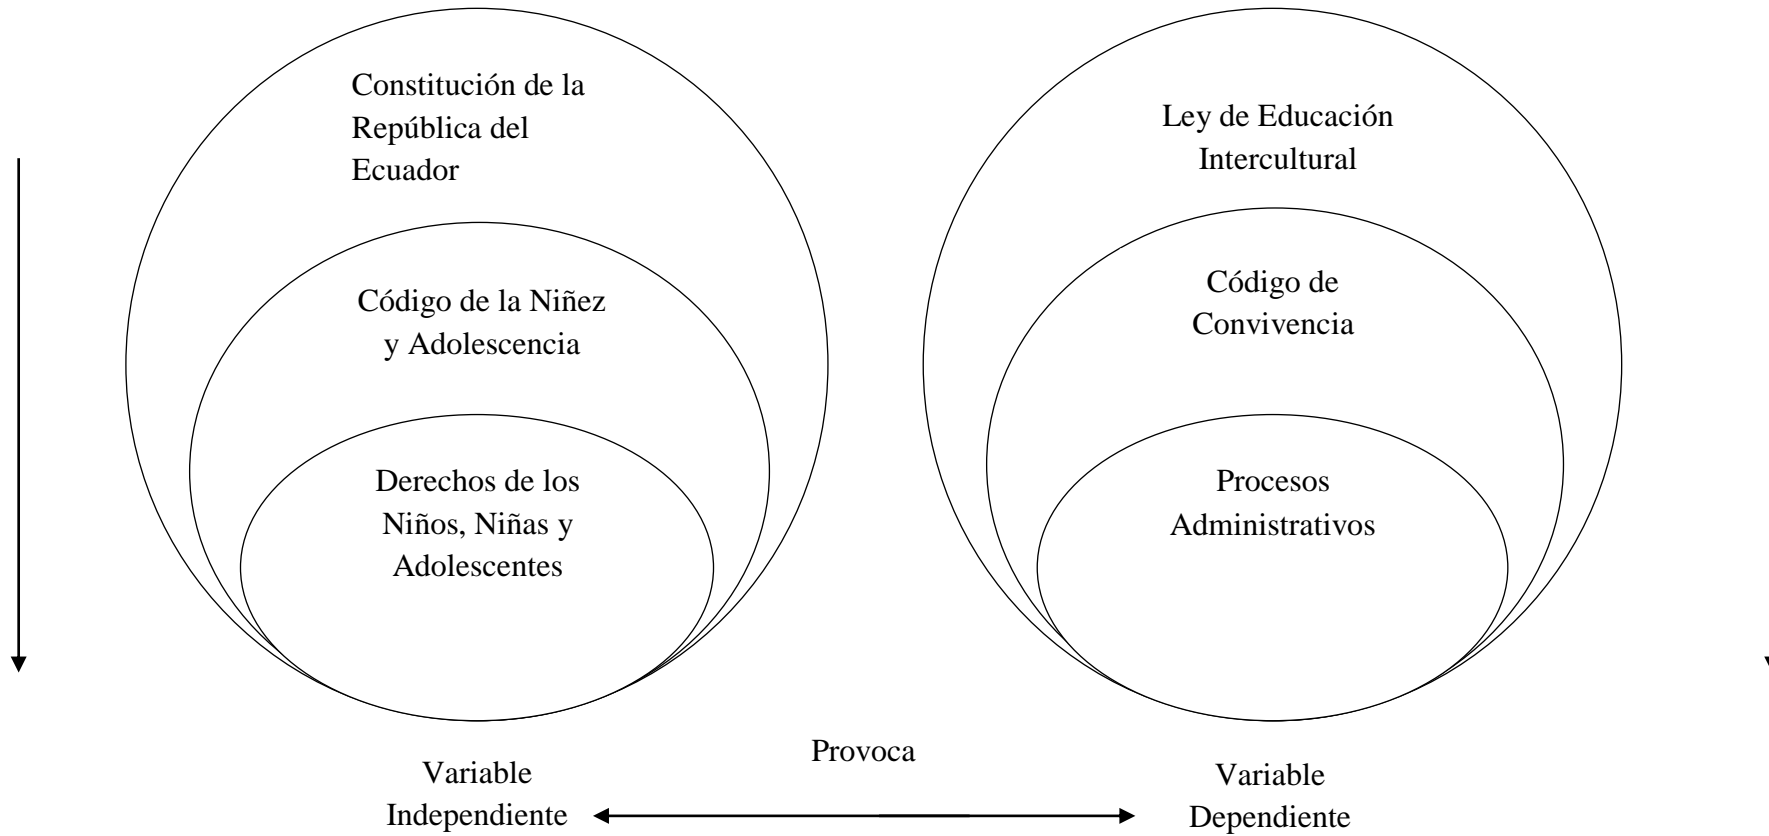 Constitución de la
República del
Ecuador
Código de la Niñez
y Adolescencia
Derechos de los
Niños, Niñas y
Adolescentes
Ley de Educación
Intercultural
Código de
Convivencia
Procesos
Administrativos
Provoca
Variable
Independiente
Variable
Dependiente